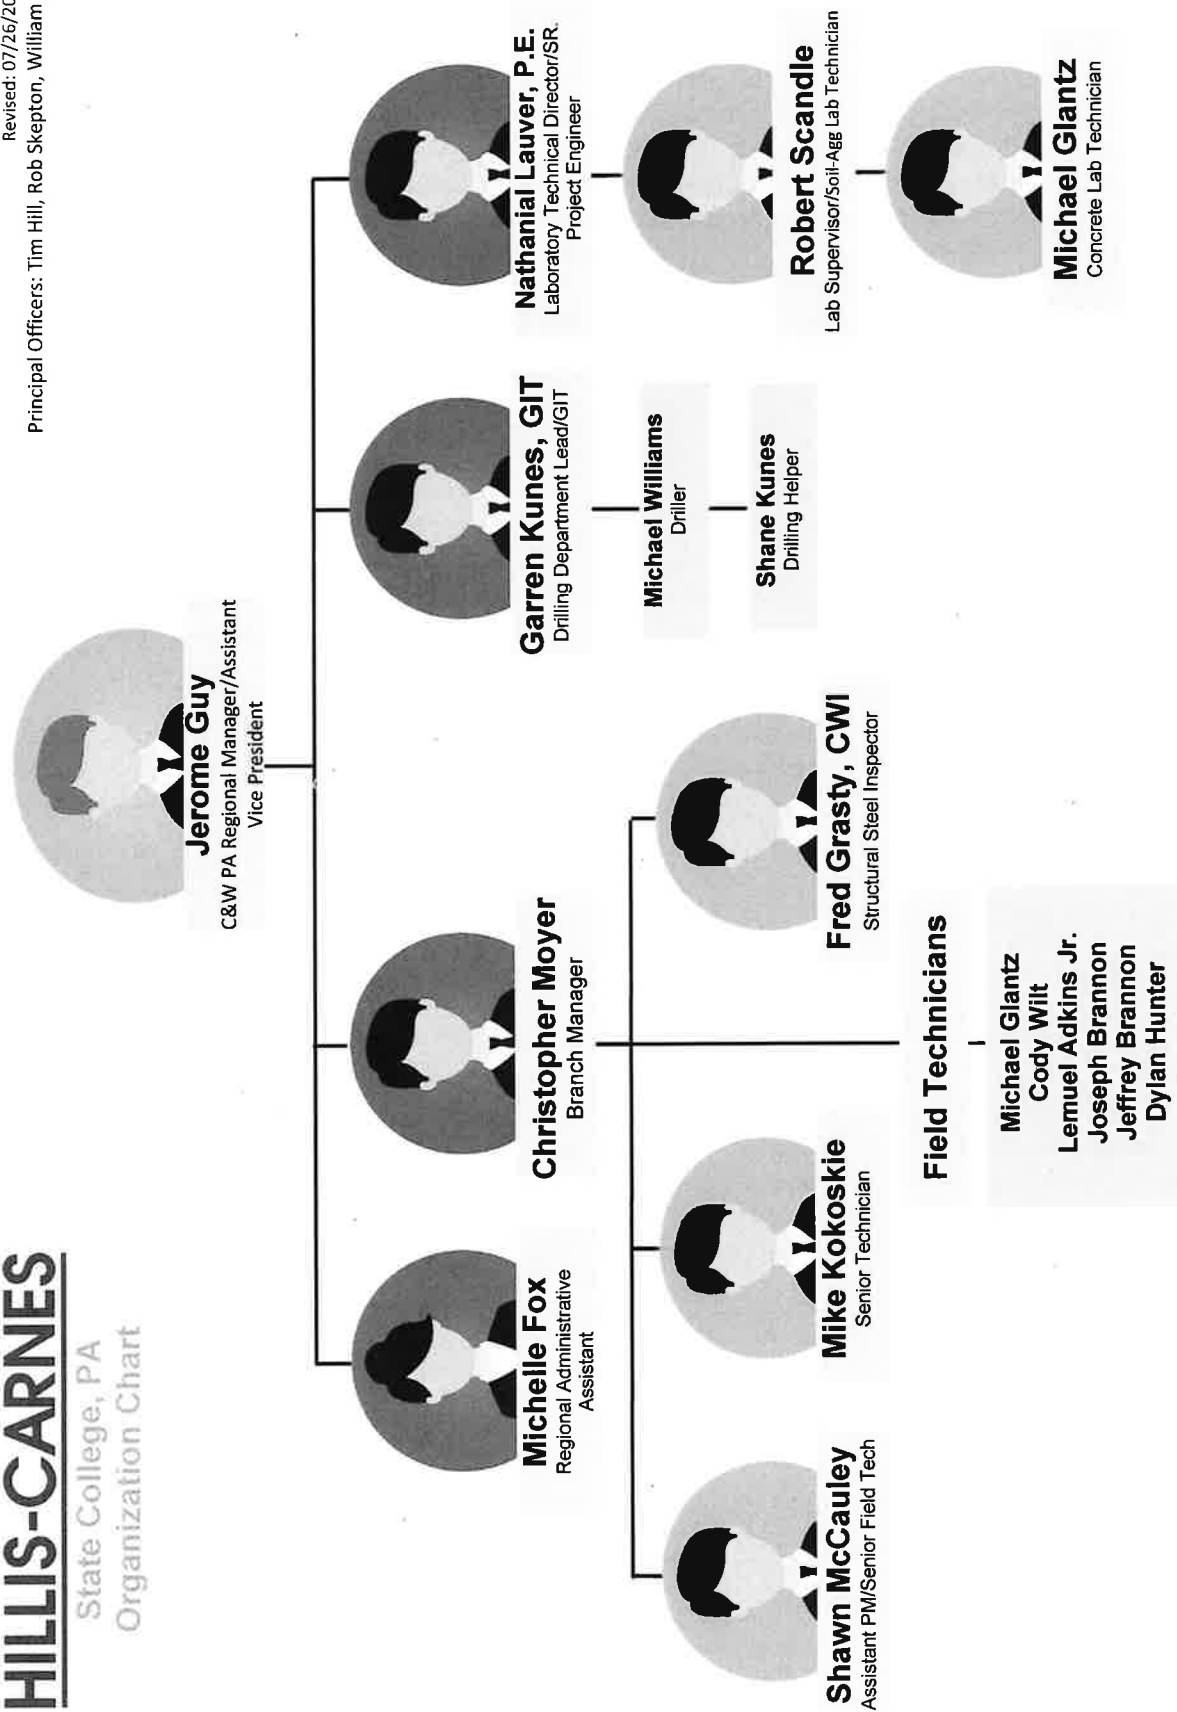 HILLIS-CARNES
State College, PA
Organization Chart
Revised: 07/26/20
Principal Officers: Tim Hill, Rob Skepton, William
Jerome Guy
C&W PA Regional Manager/Assistant
Vice President
Michelle Fox
Regional Administrative
Assistant
Christopher Moyer
Branch Manager
Garren Kunes, GIT
Drilling Department Lead/GIT
Nathanial Lauver, P.E.
Laboratory Technical Director/SR.
Project Engineer
Michael Williams
Driller
Shane Kunes
Drilling Helper
Robert Scandle
Lab Supervisor/Soil-Agg Lab Technician
Michael Glantz
Concrete Lab Technician
Shawn McCauley
Assistant PM/Senior Field Tech
Mike Kokoskie
Senior Technician
Fred Grasty, CWI
Structural Steel Inspector
Field Technicians
Michael Glantz
Cody Wilt
Lemuel Adkins Jr.
Joseph Brannon
Jeffrey Brannon
Dylan Hunter